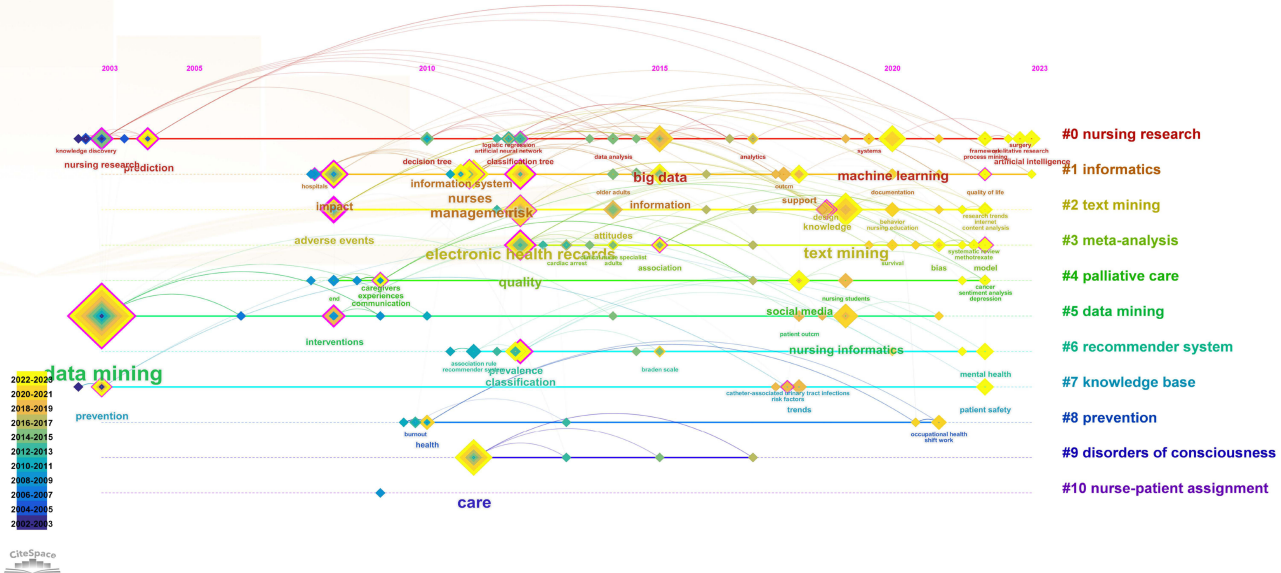 2003 2005 2010 2015 2020 2023
#0 nursing research
knowledge discovery
nursing research
prediction
decision tree
logistic regression
artificial neural network
classification tree
data analysis
big data
analytics
systems
machine learning
framework
process mining
surgery
qualitative research
artificial intelligence
#1 informatics
hospitals
impact
information system
nurses
management
risk
older adults
information
outcm
support
documentation
quality of life
#2 text mining
adverse events
electronic health records
attitudes
design
knowledge
text mining
behavior
nursing education
research trends
internet
content analysis
#3 meta-analysis
quality
cardiac arrest
specialist
adults
association
survival
bias
systematic review
methotrexate
model
#4 palliative care
end
caregivers
experiences
communication
social media
nursing students
cancer
sentiment analysis
depression
#5 data mining
data mining
interventions
patient outcm
nursing informatics
#6 recommender system
association rule
recommender system
prevalence
classification
braden scale
mental health
#7 knowledge base
prevention
catheter-associated urinary tract infections
risk factors
trends
patient safety
#8 prevention
burnout
health
occupational health
shift work
#9 disorders of consciousness
care
#10 nurse-patient assignment
2022-2023
2020-2021
2018-2019
2016-2017
2014-2015
2012-2013
2010-2011
2008-2009
2006-2007
2004-2005
2002-2003
CiteSpace